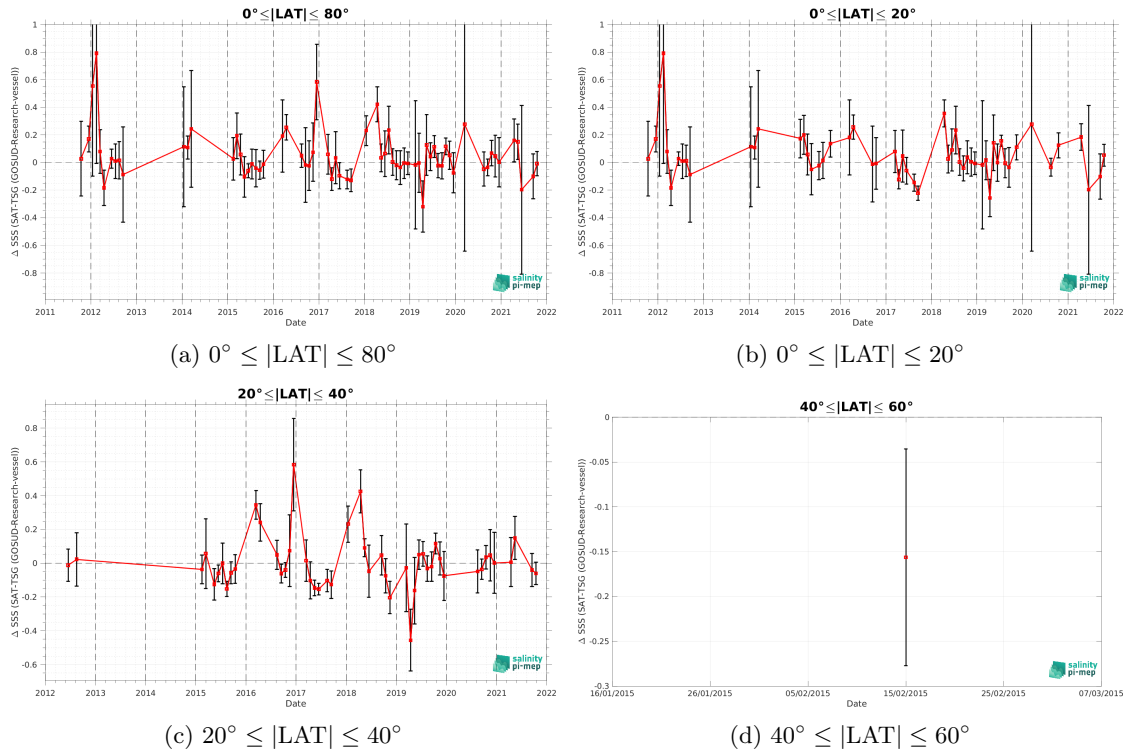 0°≤|LAT|≤ 80°
Δ SSS (SAT-TSG (GOSUD-Research-vessel))
1
0.8
0.6
0.4
0.2
0
-0.2
-0.4
-0.6
-0.8
salinity
pi-mep
2011 2012 2013 2014 2015 2016 2017 2018 2019 2020 2021 2022
Date
(a) 0° ≤ |LAT| ≤ 80°
0°≤|LAT|≤ 20°
Δ SSS (SAT-TSG (GOSUD-Research-vessel))
1
0.8
0.6
0.4
0.2
0
-0.2
-0.4
-0.6
-0.8
salinity
pi-mep
2011 2012 2013 2014 2015 2016 2017 2018 2019 2020 2021 2022
Date
(b) 0° ≤ |LAT| ≤ 20°
20°≤|LAT|≤ 40°
Δ SSS (SAT-TSG (GOSUD-Research-vessel))
0.8
0.6
0.4
0.2
0
-0.2
-0.4
-0.6
salinity
pi-mep
2012 2013 2014 2015 2016 2017 2018 2019 2020 2021 2022
Date
(c) 20° ≤ |LAT| ≤ 40°
40°≤|LAT|≤ 60°
Δ SSS (SAT-TSG (GOSUD-Research-vessel))
0
-0.05
-0.1
-0.15
-0.2
-0.25
-0.3
salinity
pi-mep
16/01/2015 26/01/2015 05/02/2015 15/02/2015 25/02/2015 07/03/2015
Date
(d) 40° ≤ |LAT| ≤ 60°